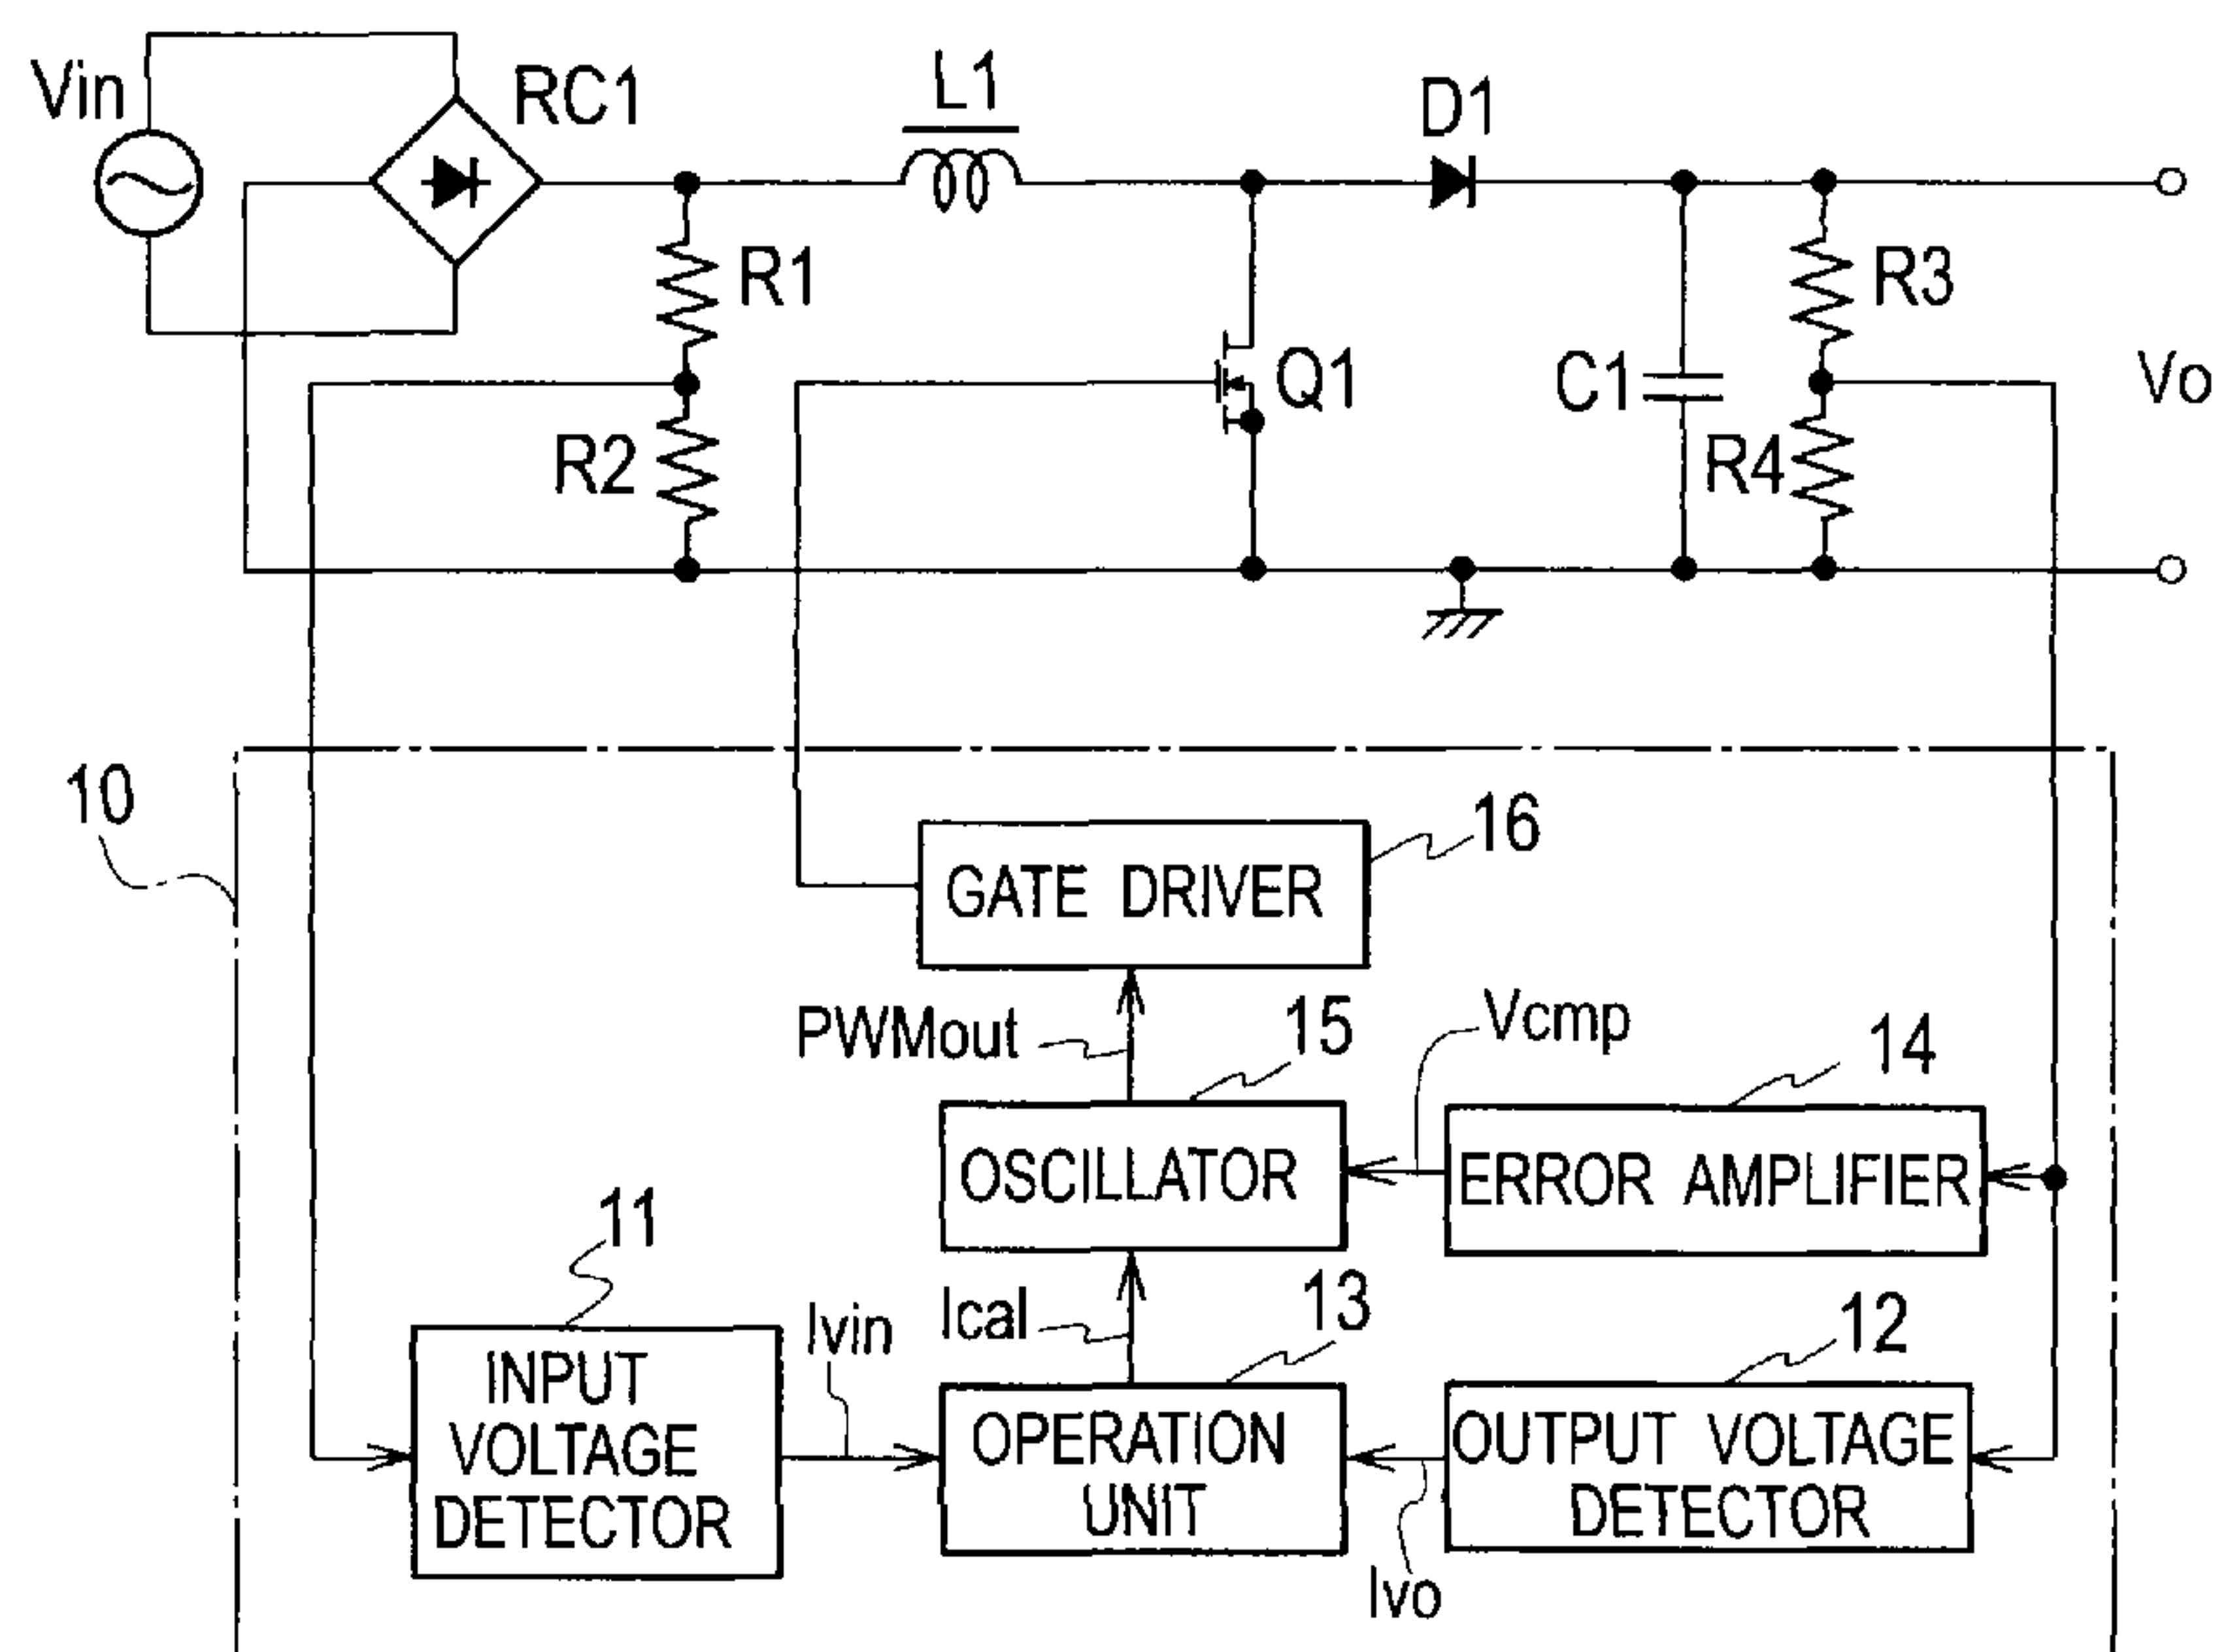 Vin
RC1
L1
D1
R1
R3
Q1
C1
Vo
R2
R4
10
16
GATE DRIVER
PWMout
15
Vcmp
14
OSCILLATOR
ERROR AMPLIFIER
11
Ivin
Ical
13
12
INPUT
VOLTAGE
DETECTOR
OPERATION
UNIT
OUTPUT VOLTAGE
DETECTOR
Ivo